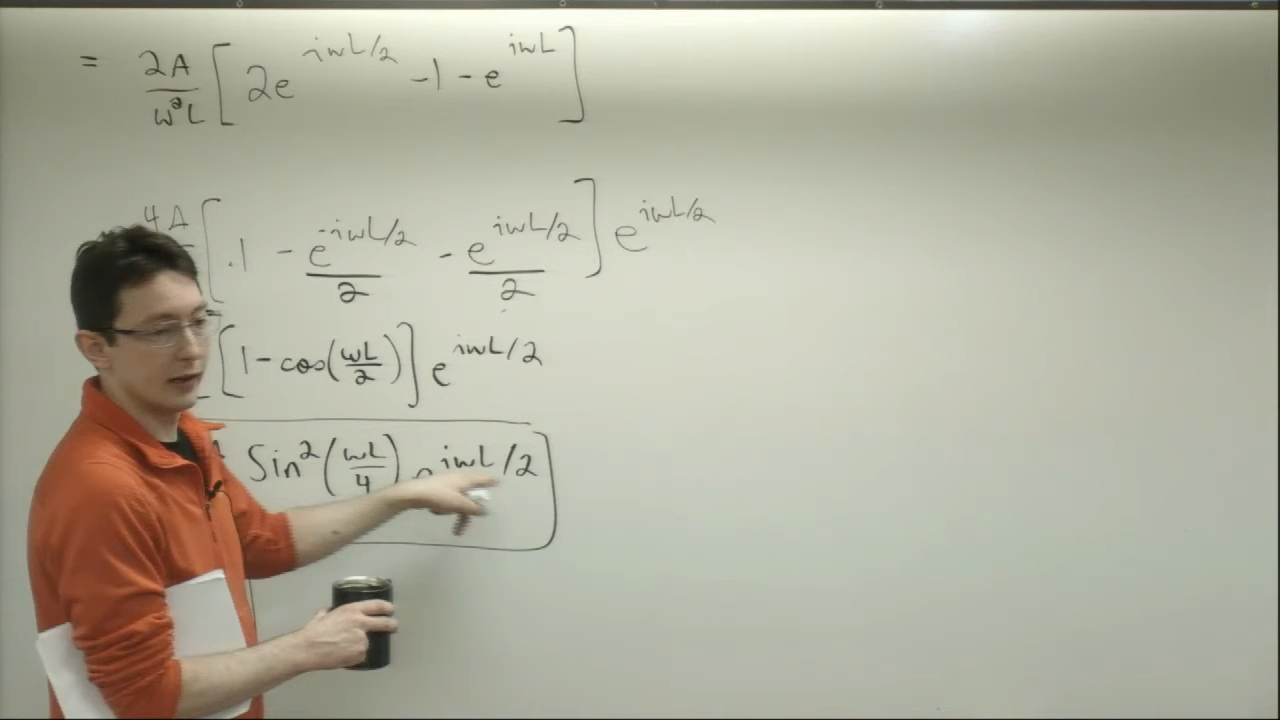 = 2A/ω²L [2e^{iωL/2} -1 - e^{iωL}]
4A [1 - e^{-iωL/2}/2 - e^{iωL/2}/2] e^{iωL/2}
[1 - cos(ωL/2)] e^{iωL/2}
Sin²(ωL/4) e^{iωL/2}